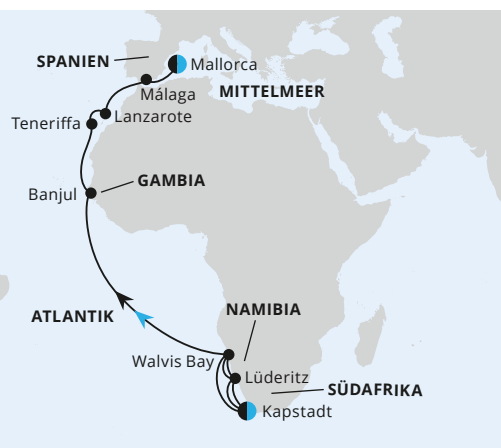 SPANIEN
Mallorca
MITTELMEER
Málaga
Lanzarote
Teneriffa
GAMBIA
Banjul
ATLANTIK
NAMIBIA
Walvis Bay
Lüderitz
SÜDAFRIKA
Kapstadt